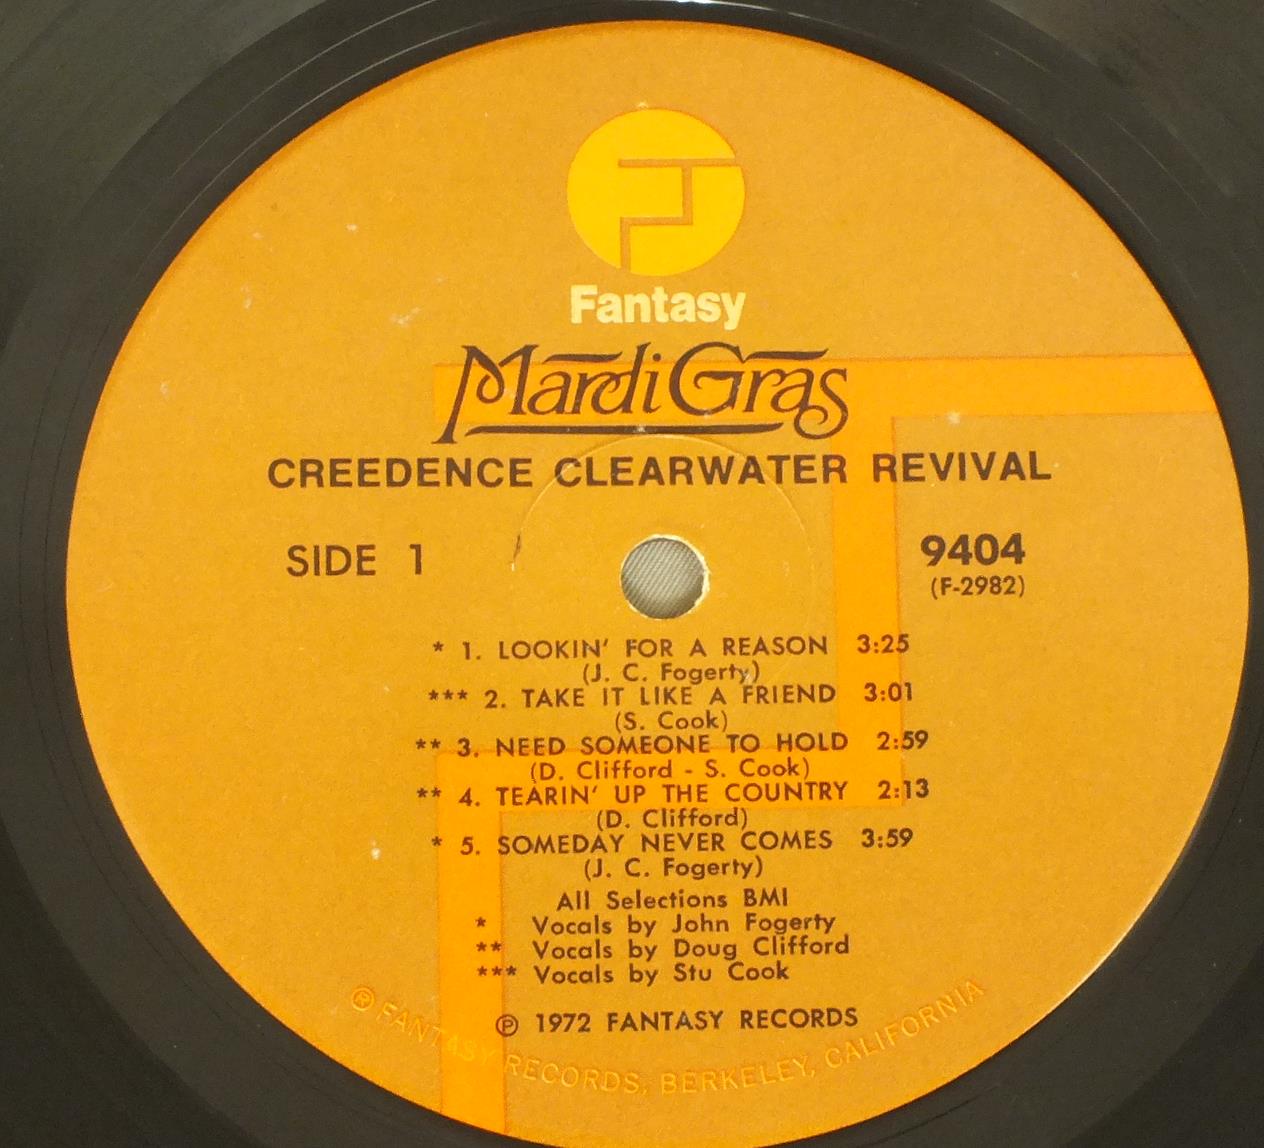 Fantasy
Mardi Gras
CREEDENCE CLEARWATER REVIVAL
SIDE 1
9404
(F-2982)
* 1. LOOKIN' FOR A REASON 3:25
(J. C. Fogerty)
*** 2. TAKE IT LIKE A FRIEND 3:01
(S. Cook)
** 3. NEED SOMEONE TO HOLD 2:59
(D. Clifford - S. Cook)
** 4. TEARIN' UP THE COUNTRY 2:13
(D. Clifford)
* 5. SOMEDAY NEVER COMES 3:59
(J. C. Fogerty)
All Selections BMI
* Vocals by John Fogerty
** Vocals by Doug Clifford
*** Vocals by Stu Cook
℗ 1972 FANTASY RECORDS
® FANTASY RECORDS, BERKELEY, CALIFORNIA